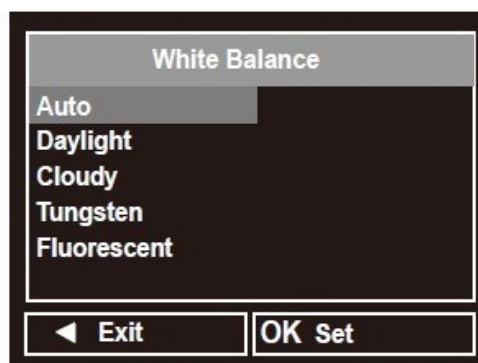 White Balance
Auto
Daylight
Cloudy
Tungsten
Fluorescent
◄ Exit
OK Set